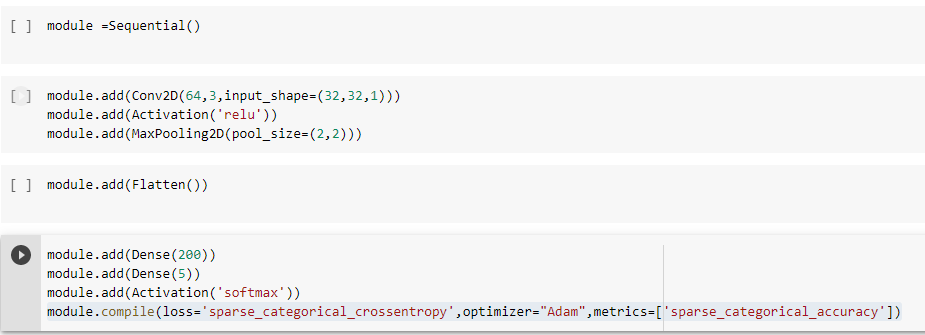 [ ] module =Sequential()
[ ] module.add(Conv2D(64,3,input_shape=(32,32,1)))
module.add(Activation('relu'))
module.add(MaxPooling2D(pool_size=(2,2)))
[ ] module.add(Flatten())
module.add(Dense(200))
module.add(Dense(5))
module.add(Activation('softmax'))
module.compile(loss='sparse_categorical_crossentropy',optimizer="Adam",metrics=['sparse_categorical_accuracy'])